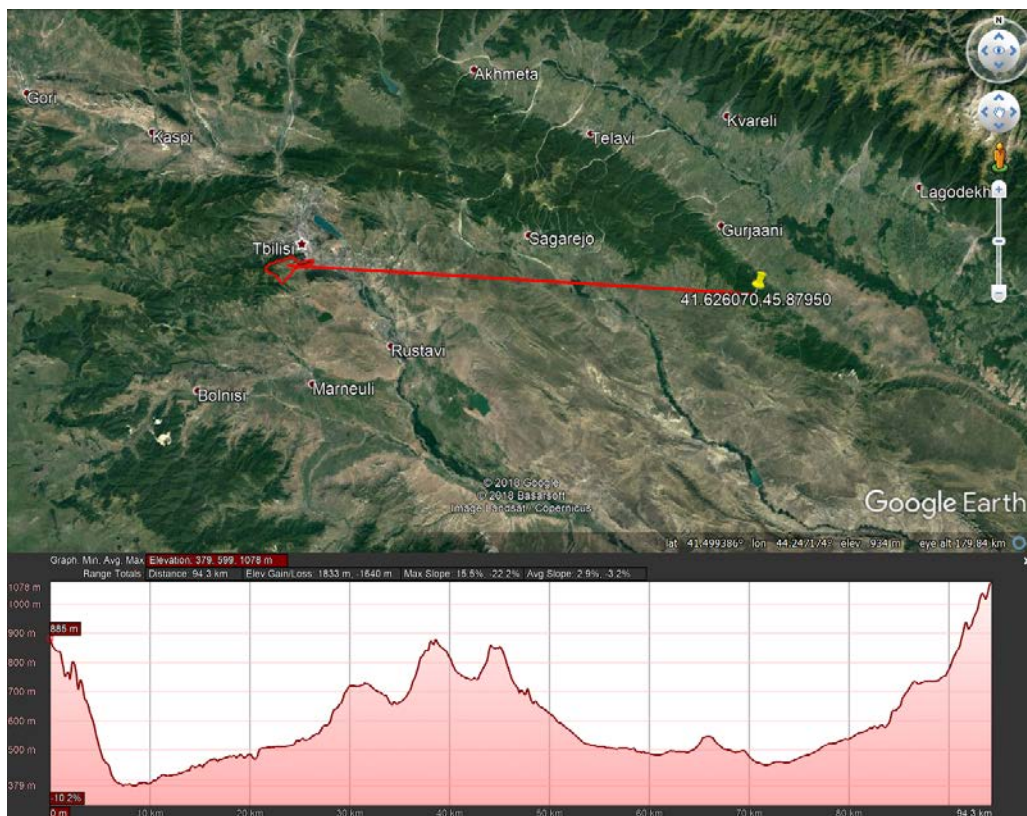 N
Akhmeta
Gori
Kvareli
Kaspi
Telavi
Lagodekh
Gurjaani
Sagarejo
Tbilisi
41.626070,45.87950
Rustavi
Marneuli
Bolnisi
© 2018 Google
© 2018 Basarsoft
Image Landsat / Copernicus
Google Earth
lat 41.499386° lon 44.247174° elev 934 m eye alt 179.84 km
Graph: Min, Avg, Max Elevation: 379, 599, 1078 m
Range Totals: Distance: 94.3 km Elev Gain/Loss: 1833 m, -1640 m Max Slope: 15.5%, -22.2% Avg Slope: 2.9%, -3.2%
1078 m
1000 m
900 m
885 m
800 m
700 m
600 m
500 m
379 m
-10.2%
0 m 10 km 20 km 30 km 40 km 50 km 60 km 70 km 80 km 94.3 km